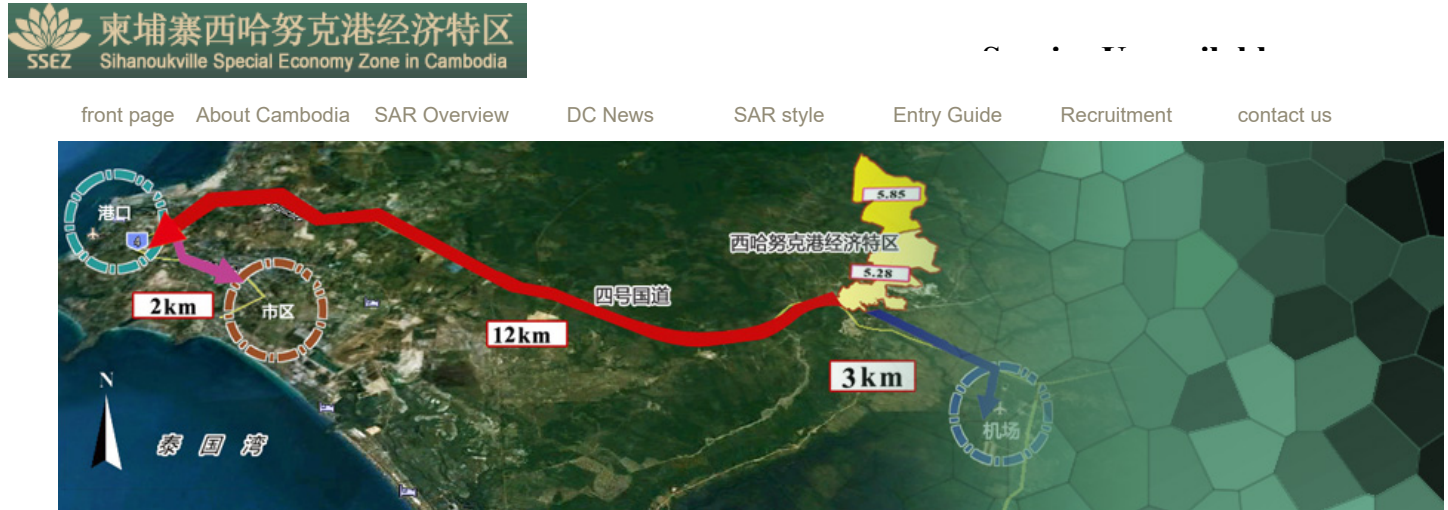 柬埔寨西哈努克港经济特区
SSEZ
Sihanoukville Special Economy Zone in Cambodia
front page
About Cambodia
SAR Overview
DC News
SAR style
Entry Guide
Recruitment
contact us
港口
4
2km
市区
四号国道
12km
5.85
西哈努克港经济特区
5.28
3km
机场
N
泰国湾